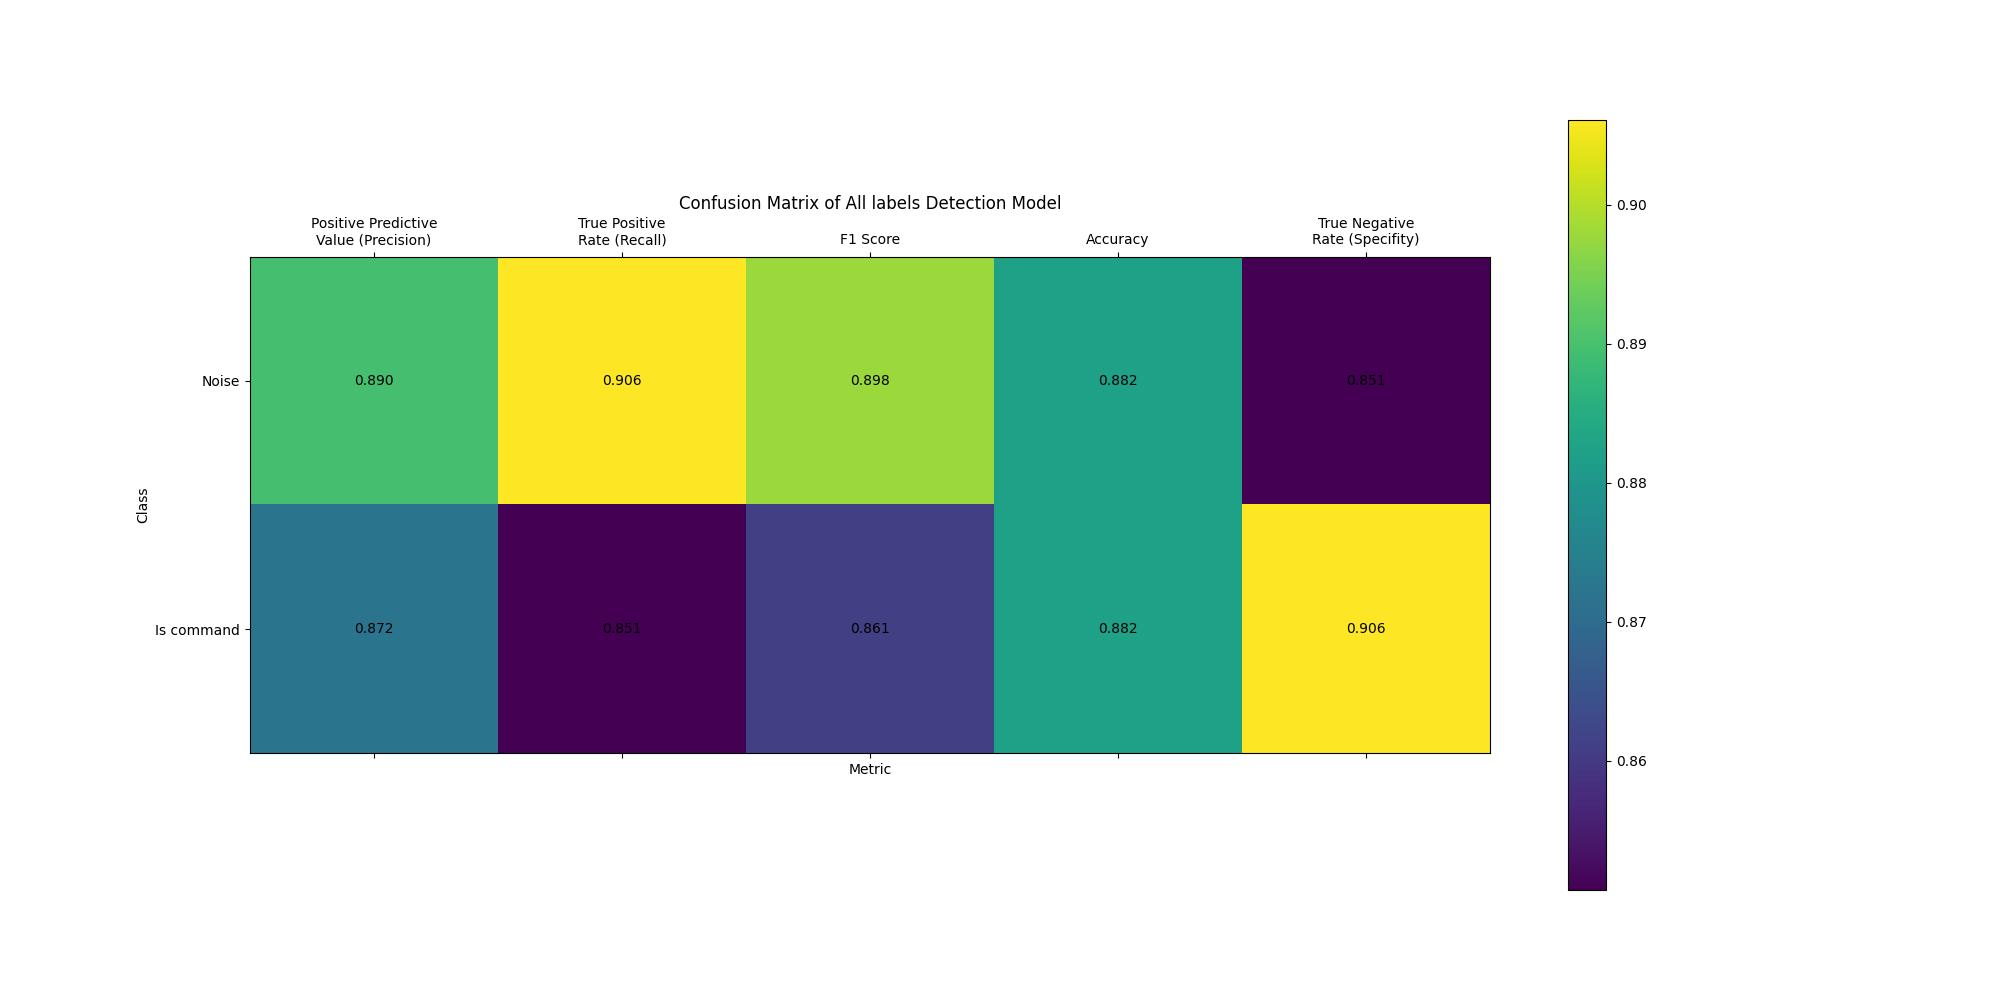 Confusion Matrix of All labels Detection Model
Positive Predictive
Value (Precision)
True Positive
Rate (Recall)
F1 Score
Accuracy
True Negative
Rate (Specifity)
Class
Noise
0.890
0.906
0.898
0.882
0.851
Is command
0.872
0.851
0.861
0.882
0.906
Metric
0.90
0.89
0.88
0.87
0.86